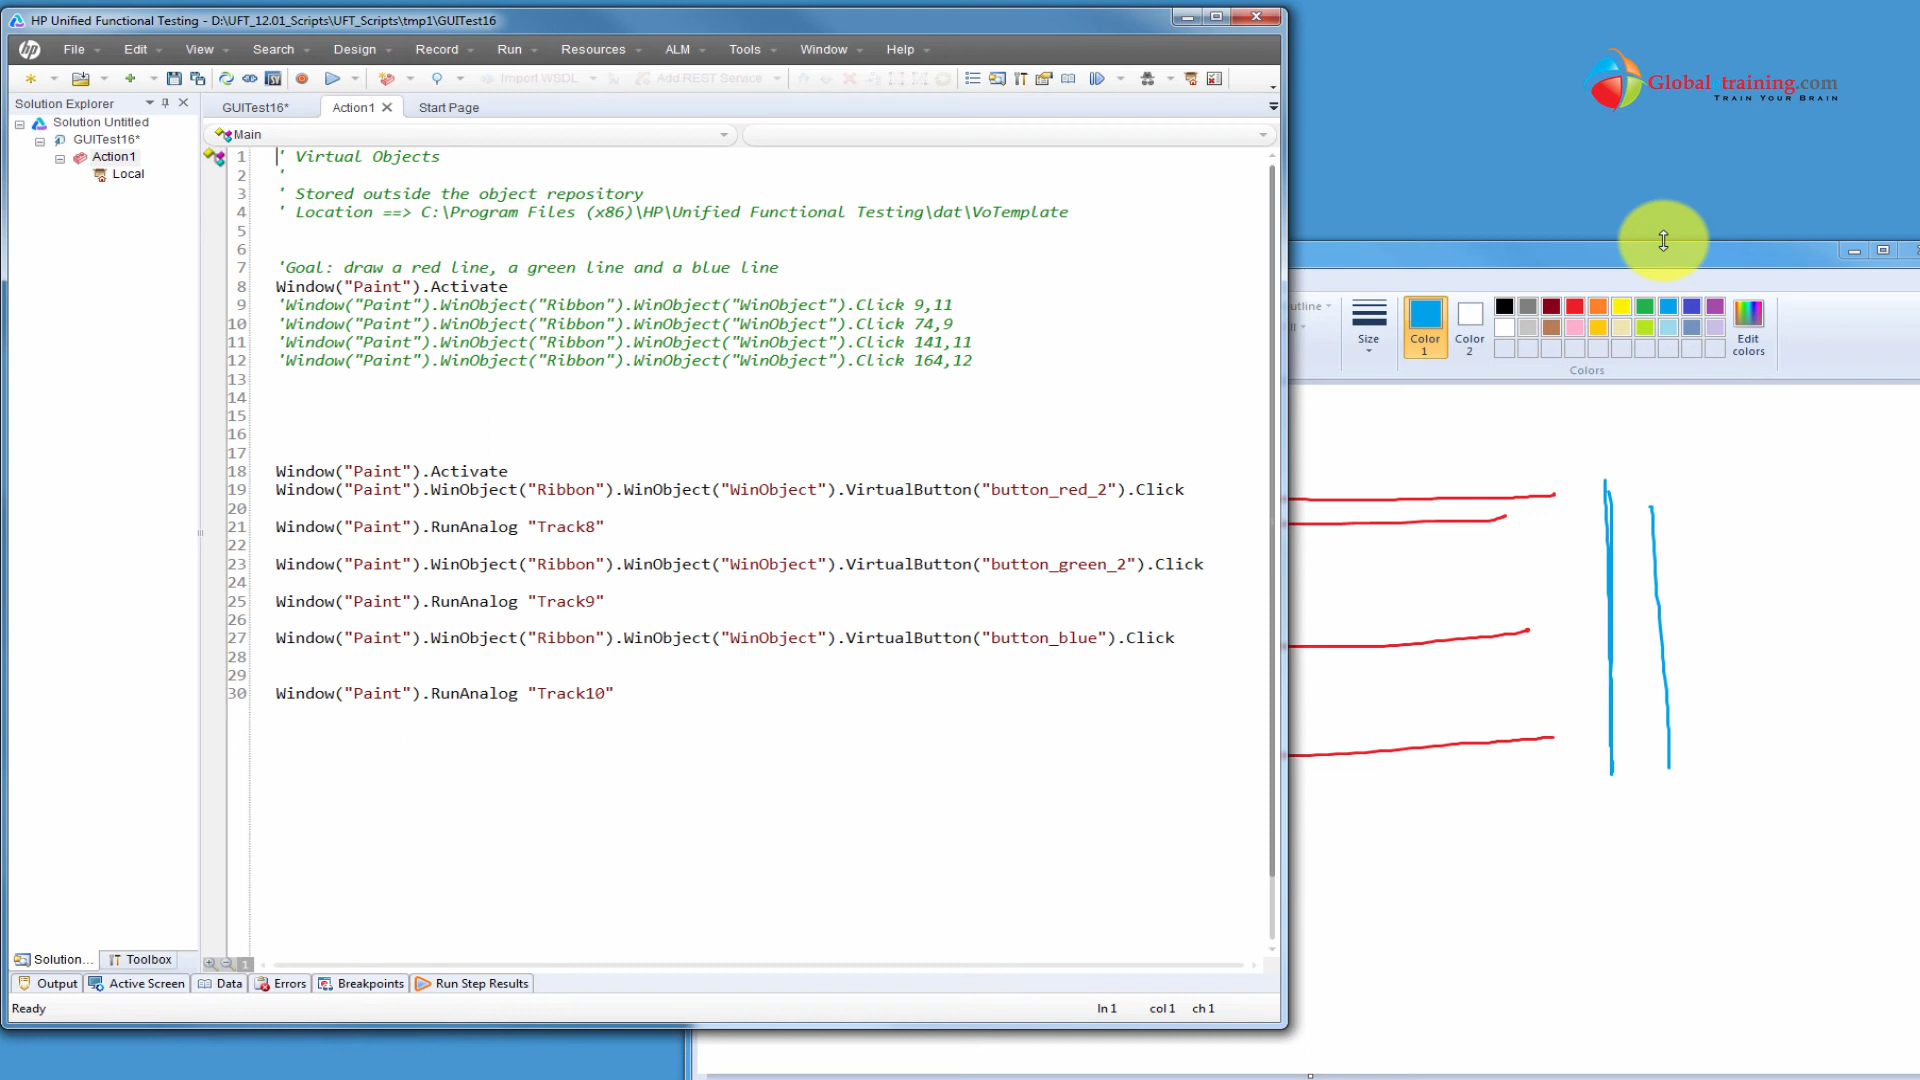 HP Unified Functional Testing - D:\UFT_12.01_Scripts\UFT_Scripts\tmp1\GUITest16
File Edit View Search Design Record Run Resources ALM Tools Window Help
Import WSDL Add REST Service
Solution Explorer
GUITest16* Action1 Start Page
Solution Untitled
GUITest16*
Action1
Local
Main
1 ' Virtual Objects
2 '
3 ' Stored outside the object repository
4 ' Location ==> C:\Program Files (x86)\HP\Unified Functional Testing\dat\VoTemplate
5
6
7 'Goal: draw a red line, a green line and a blue line
8 Window("Paint").Activate
9 'Window("Paint").WinObject("Ribbon").WinObject("WinObject").Click 9,11
10 'Window("Paint").WinObject("Ribbon").WinObject("WinObject").Click 74,9
11 'Window("Paint").WinObject("Ribbon").WinObject("WinObject").Click 141,11
12 'Window("Paint").WinObject("Ribbon").WinObject("WinObject").Click 164,12
13
14
15
16
17
18 Window("Paint").Activate
19 Window("Paint").WinObject("Ribbon").WinObject("WinObject").VirtualButton("button_red_2").Click
20
21 Window("Paint").RunAnalog "Track8"
22
23 Window("Paint").WinObject("Ribbon").WinObject("WinObject").VirtualButton("button_green_2").Click
24
25 Window("Paint").RunAnalog "Track9"
26
27 Window("Paint").WinObject("Ribbon").WinObject("WinObject").VirtualButton("button_blue").Click
28
29
30 Window("Paint").RunAnalog "Track10"
Solution... Toolbox
1
Output Active Screen Data Errors Breakpoints Run Step Results
Ready ln 1 col 1 ch 1
Size
Color 1
Color 2
Edit colors
Colors
training.com
TRAIN YOUR BRAIN